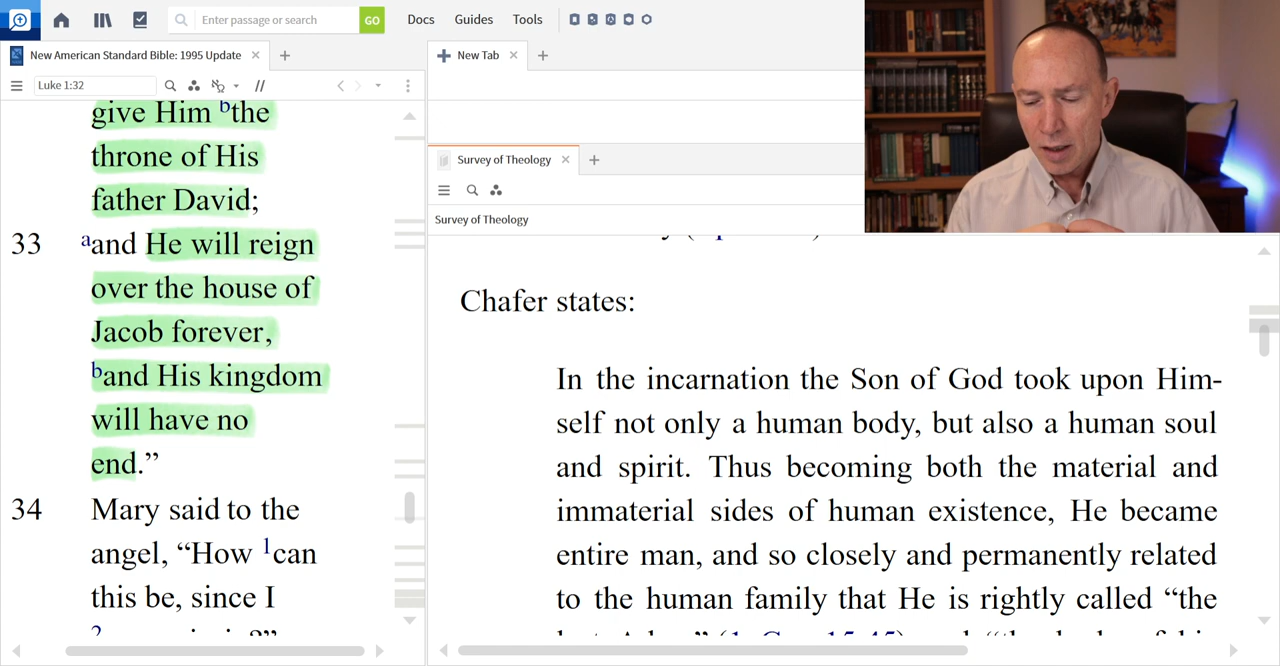 Enter passage or search
GO
Docs
Guides
Tools
New American Standard Bible: 1995 Update
New Tab
Luke 1:32
give Him bthe
throne of His
father David;
33 aand He will reign
over the house of
Jacob forever,
band His kingdom
will have no
end.”
34 Mary said to the
angel, “How 1can
this be, since I
2
Survey of Theology
Survey of Theology
Chafer states:
In the incarnation the Son of God took upon Him-
self not only a human body, but also a human soul
and spirit. Thus becoming both the material and
immaterial sides of human existence, He became
entire man, and so closely and permanently related
to the human family that He is rightly called “the